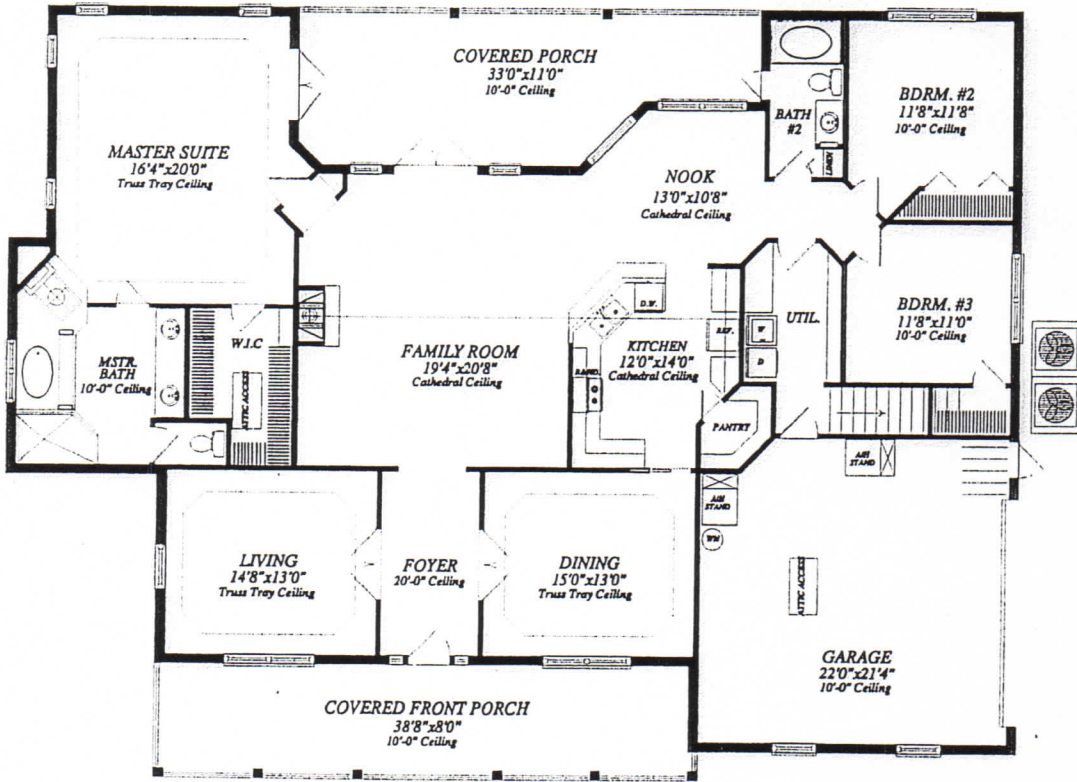 COVERED PORCH
33'0"x11'0"
10'-0" Ceiling
BATH
#2
LINEN
BDRM. #2
11'8"x11'8"
10'-0" Ceiling
MASTER SUITE
16'4"x20'0"
Truss Tray Ceiling
NOOK
13'0"x10'8"
Cathedral Ceiling
D.W.
REF.
UTIL.
W
D
BDRM. #3
11'8"x11'0"
10'-0" Ceiling
W.I.C
ATTIC ACCESS
MSTR.
BATH
10'-0" Ceiling
FAMILY ROOM
19'4"x20'8"
Cathedral Ceiling
KITCHEN
12'0"x14'0"
Cathedral Ceiling
RANG.
PANTRY
AH
STAND
AH
STAND
WH
LIVING
14'8"x13'0"
Truss Tray Ceiling
FOYER
20'-0" Ceiling
DINING
15'0"x13'0"
Truss Tray Ceiling
ATTIC ACCESS
GARAGE
22'0"x21'4"
10'-0" Ceiling
COVERED FRONT PORCH
38'8"x8'0"
10'-0" Ceiling